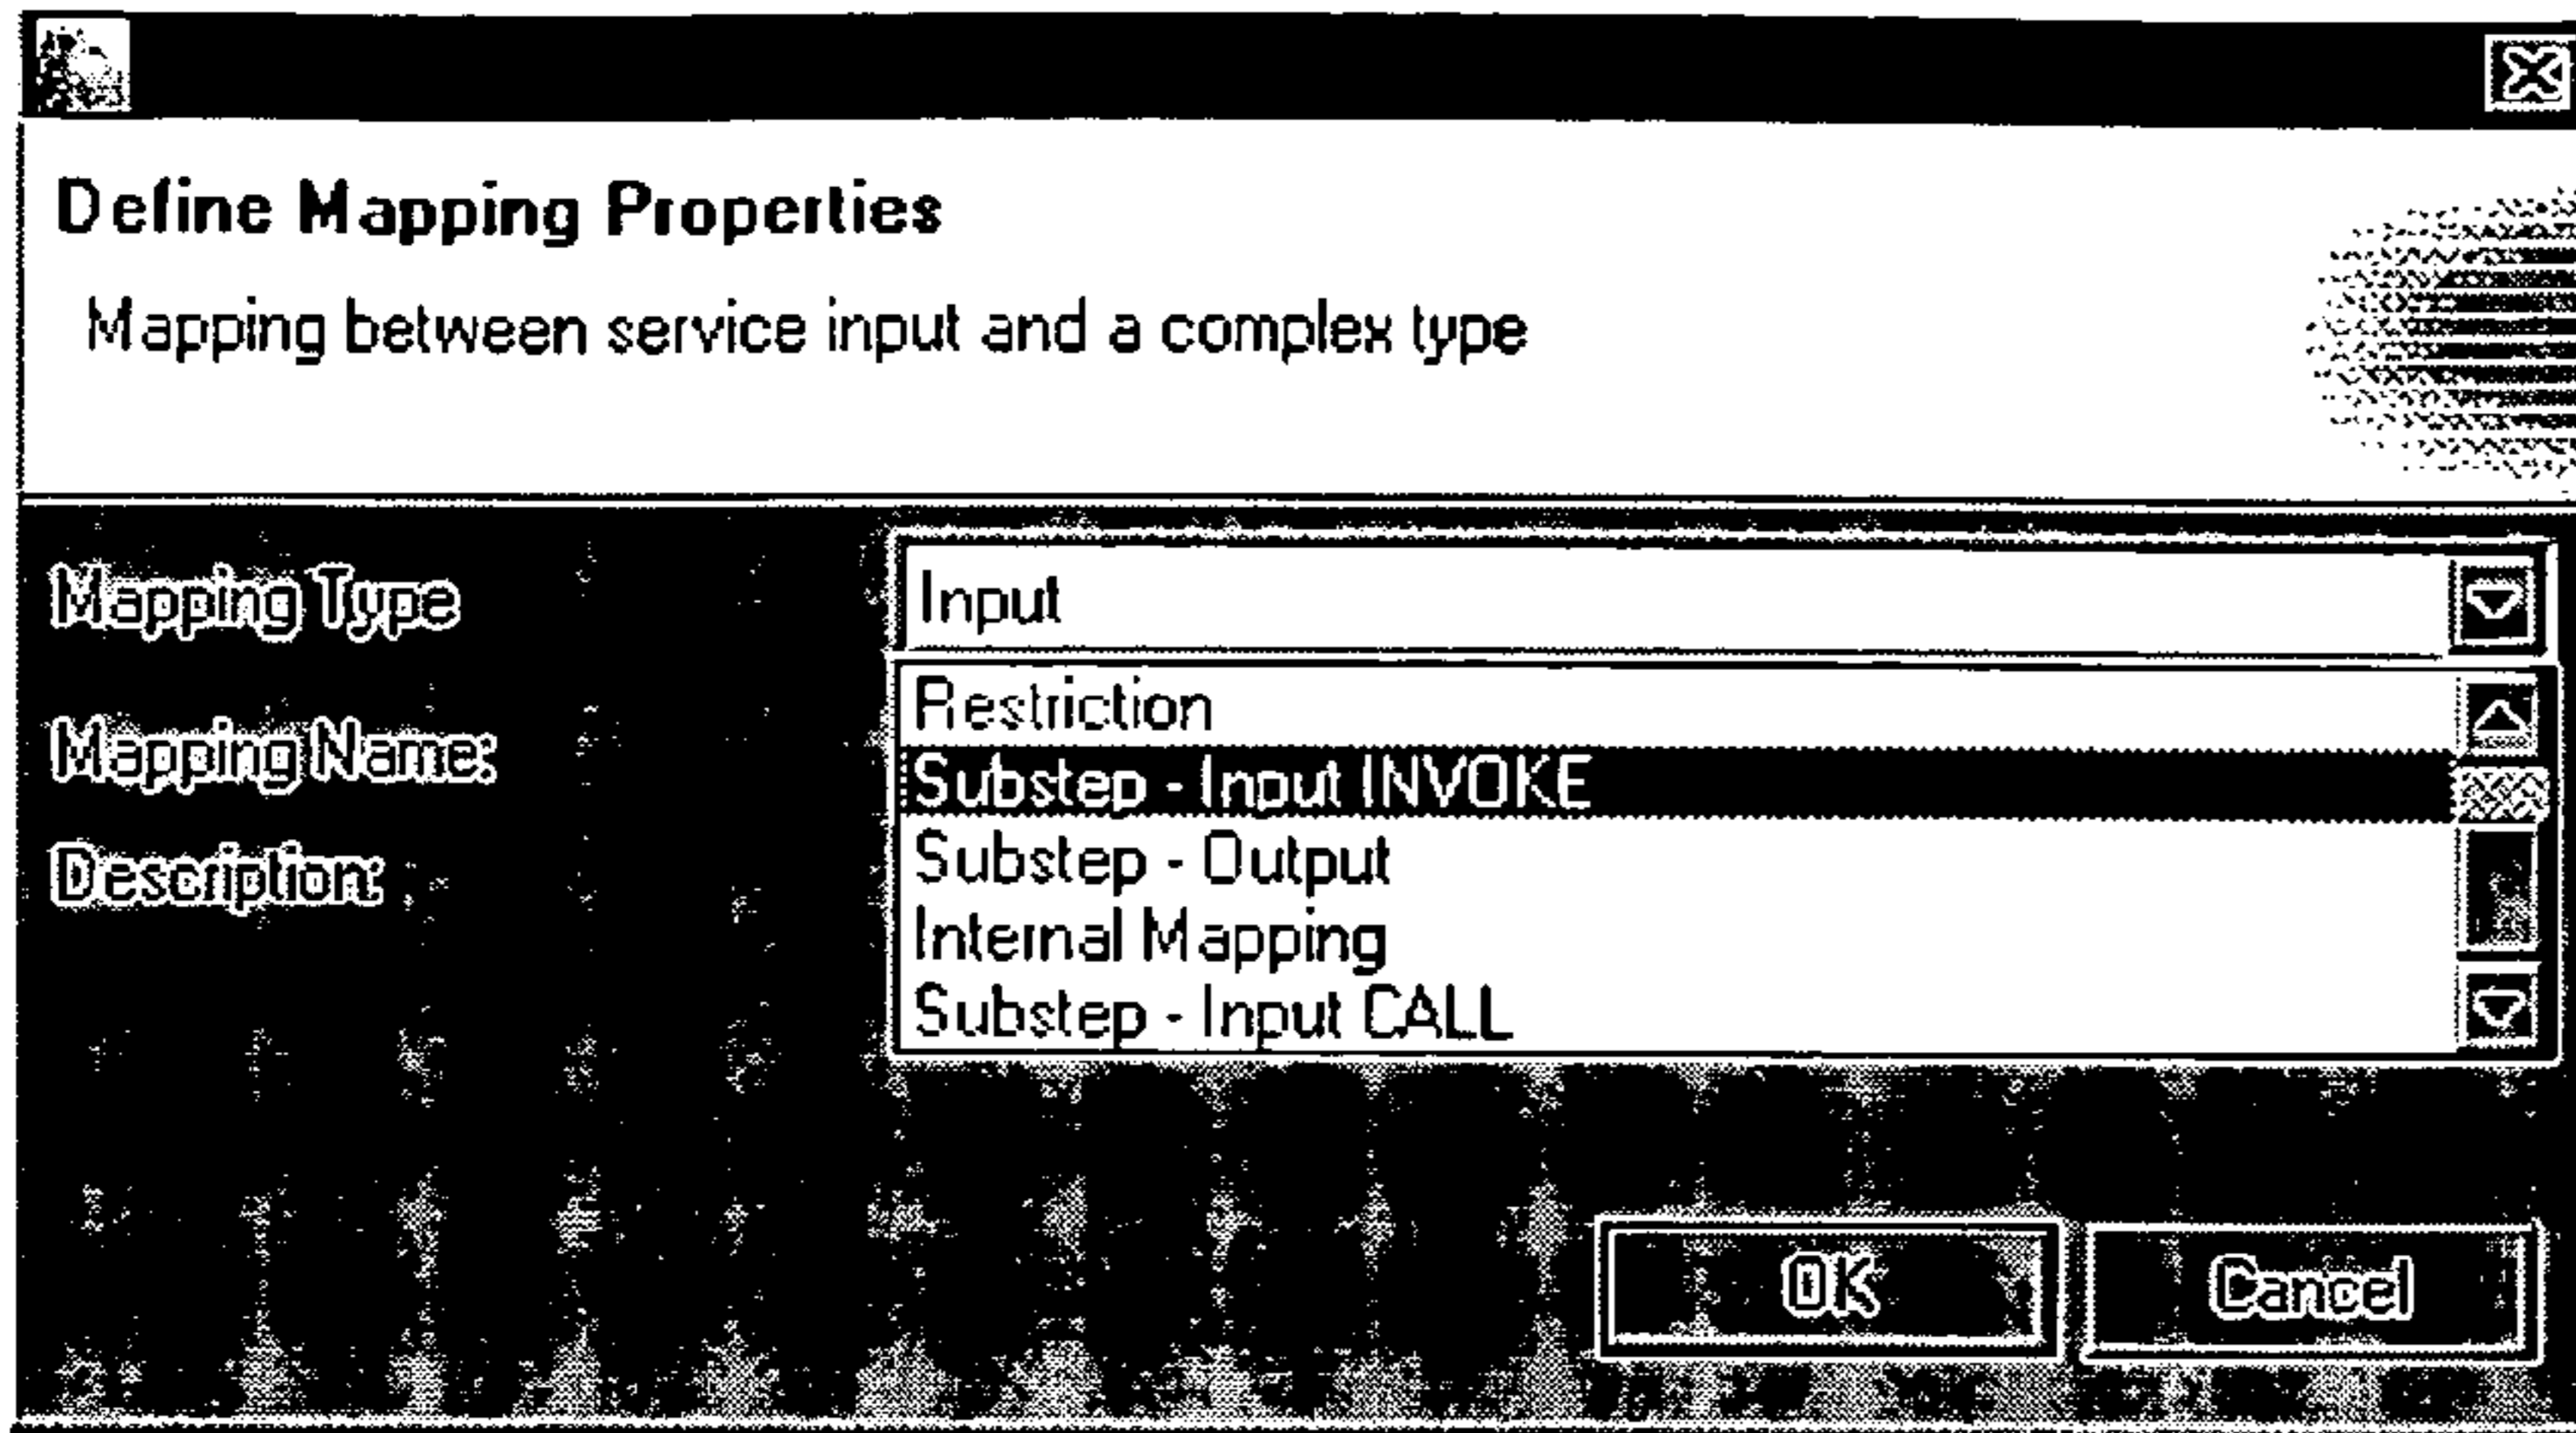 Define Mapping Properties
Mapping between service input and a complex type
Mapping Type
Input
Restriction
Mapping Name:
Substep - Input INVOKE
Description:
Substep - Output
Internal Mapping
Substep - Input CALL
OK
Cancel